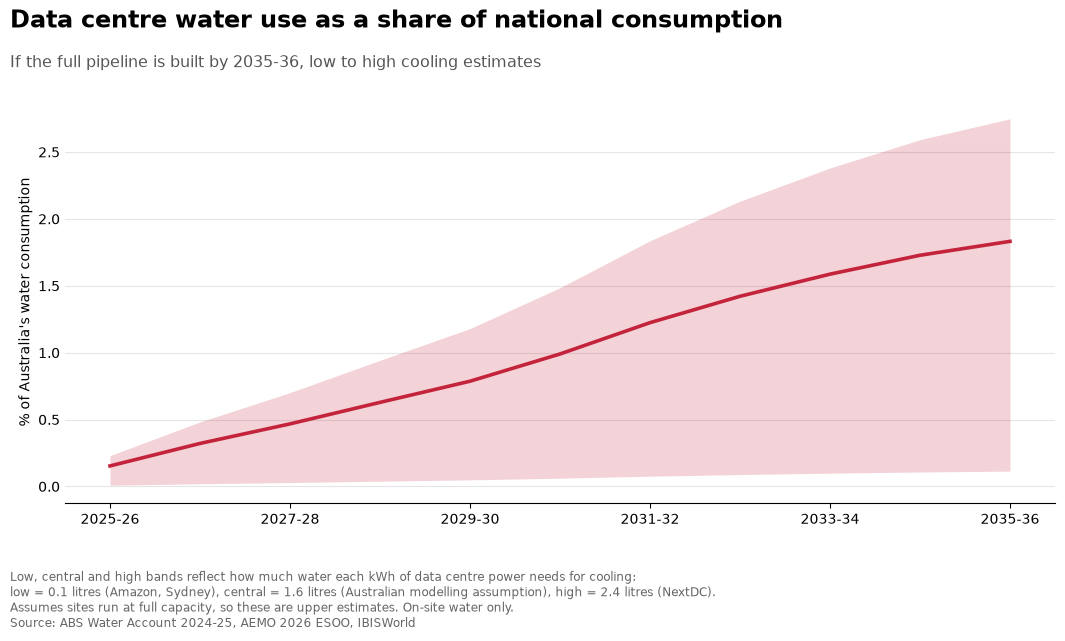 Data centre water use as a share of national consumption
If the full pipeline is built by 2035-36, low to high cooling estimates
% of Australia's water consumption
2.5
2.0
1.5
1.0
0.5
0.0
2025-26
2027-28
2029-30
2031-32
2033-34
2035-36
Low, central and high bands reflect how much water each kWh of data centre power needs for cooling:
low = 0.1 litres (Amazon, Sydney), central = 1.6 litres (Australian modelling assumption), high = 2.4 litres (NextDC).
Assumes sites run at full capacity, so these are upper estimates. On-site water only.
Source: ABS Water Account 2024-25, AEMO 2026 ESOO, IBISWorld